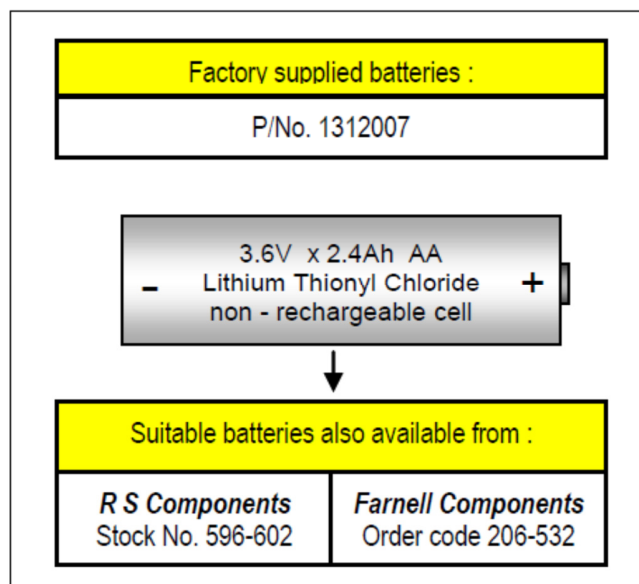 Factory supplied batteries :
P/No. 1312007
3.6V x 2.4Ah AA
Lithium Thionyl Chloride
- +
non - rechargeable cell
Suitable batteries also available from :
R S Components
Stock No. 596-602
Farnell Components
Order code 206-532